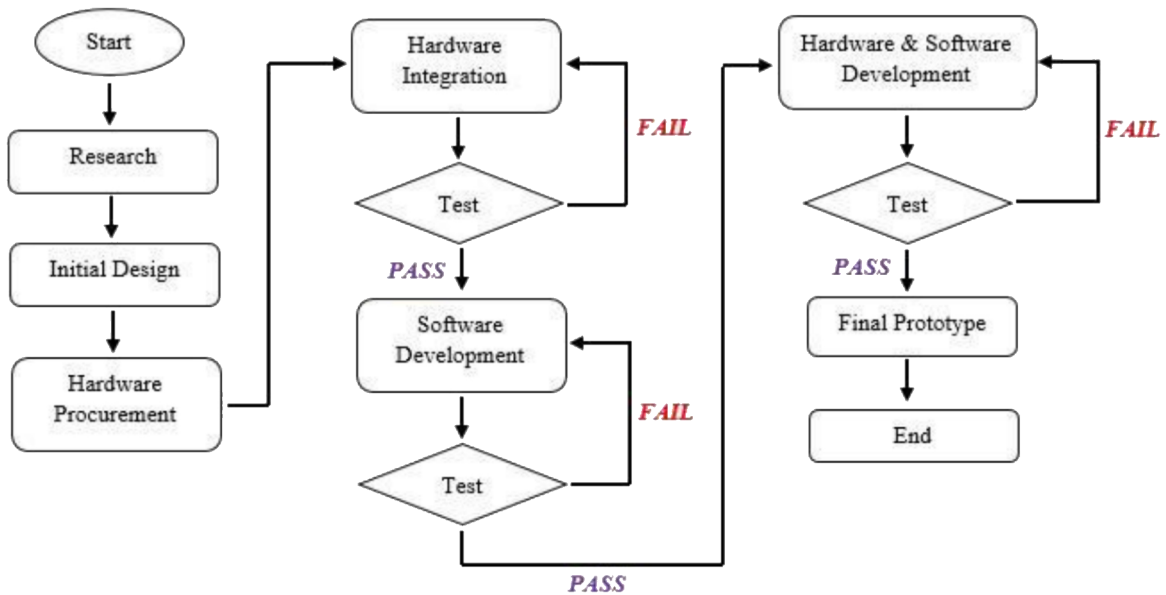 Start
Research
Initial Design
Hardware
Procurement
Hardware
Integration
FAIL
Test
PASS
Software
Development
FAIL
Test
PASS
Hardware & Software
Development
FAIL
Test
PASS
Final Prototype
End